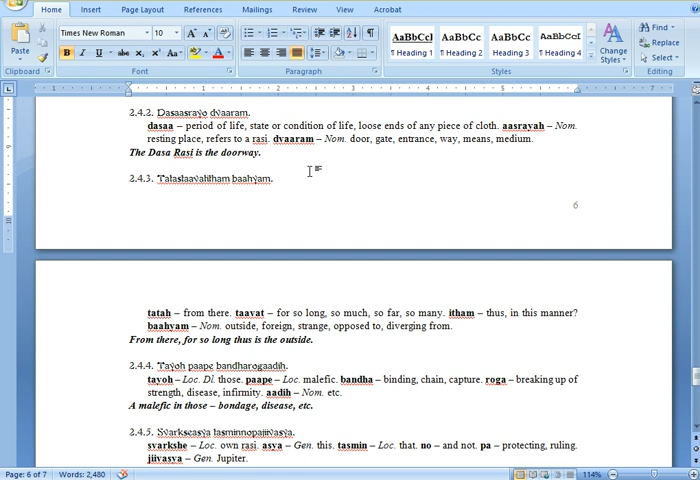 Home Insert Page Layout References Mailings Review View Acrobat
Paste
Times New Roman 10
B I U abc
AaBbCcI AaBbCc AaBbCc AaBbCcI
¶ Heading 1 ¶ Heading 2 ¶ Heading 3 ¶ Heading 4
Change Styles
Find
Replace
Select
Clipboard Font Paragraph Styles Editing
2.4.2. Dasaasrayo dvaaram.
dasaa – period of life, state or condition of life, loose ends of any piece of cloth. aasrayah – Nom.
resting place, refers to a rasi. dvaaram – Nom. door, gate, entrance, way, means, medium.
The Dasa Rasi is the doorway.
2.4.3. Tatastaavatitham baahyam.
6
tatah – from there. taavat – for so long, so much, so far, so many. itham – thus, in this manner?
baahyam – Nom. outside, foreign, strange, opposed to, diverging from.
From there, for so long thus is the outside.
2.4.4. Tayoh paape bandharogaadih.
tayoh – Loc. Dl. those. paape – Loc. malefic. bandha – binding, chain, capture. roga – breaking up of
strength, disease, infirmity. aadih – Nom. etc.
A malefic in those – bondage, disease, etc.
2.4.5. Svarkseasya tasminnopajiivasya.
svarkshe – Loc. own rasi. asya – Gen. this. tasmin – Loc. that. no – and not. pa – protecting, ruling.
jiivasya – Gen. Jupiter.
Page: 6 of 7 Words: 2,480 114%